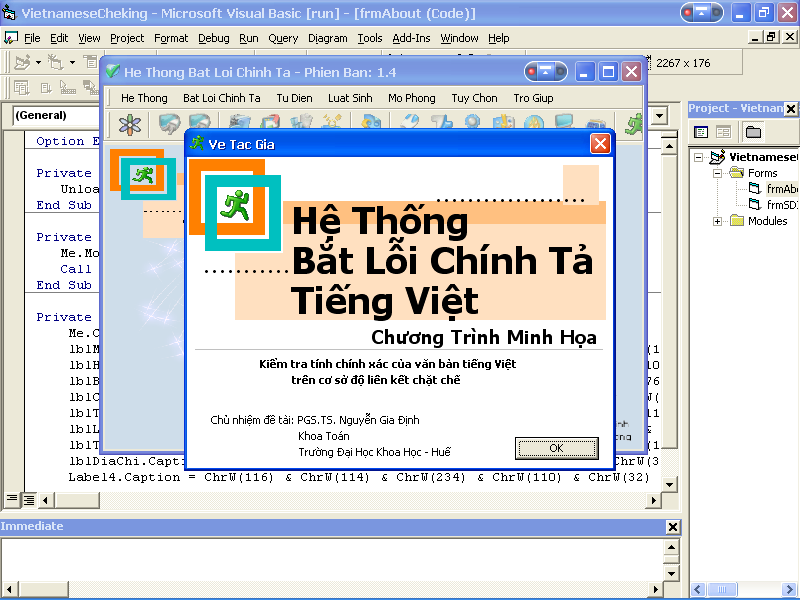 VietnameseCheking - Microsoft Visual Basic [run] - [frmAbout (Code)]
File Edit View Project Format Debug Run Query Diagram Tools Add-Ins Window Help
2267 x 176
He Thong Bat Loi Chinh Ta - Phien Ban: 1.4
He Thong Bat Loi Chinh Ta Tu Dien Luat Sinh Mo Phong Tuy Chon Tro Giup
(General)
Project - Vietnam
Option E
Ve Tac Gia
VietnameseC
Forms
frmAbo
frmSD
Modules
Private
Unloa
End Sub
Private
Me.Mo
Call
End Sub
Private
Me.C
lblM
lblH
lblB
lblC
lblT
lblL
lblT
Hệ Thống
Bắt Lỗi Chính Tả
Tiếng Việt
Chương Trình Minh Họa
Kiểm tra tính chính xác của văn bàn tiếng Việt
trên cơ sờ độ liên kết chặt chẽ
Chủ nhiệm đề tài: PGS.TS. Nguyễn Gia Định
Khoa Toán
Trường Đại Học Khoa Học - Huế
OK
lblDiaChi.Caption
ChrW(3
Label4.Caption = ChrW(116) & ChrW(114) & ChrW(234) & ChrW(110) & ChrW(32)
Immediate